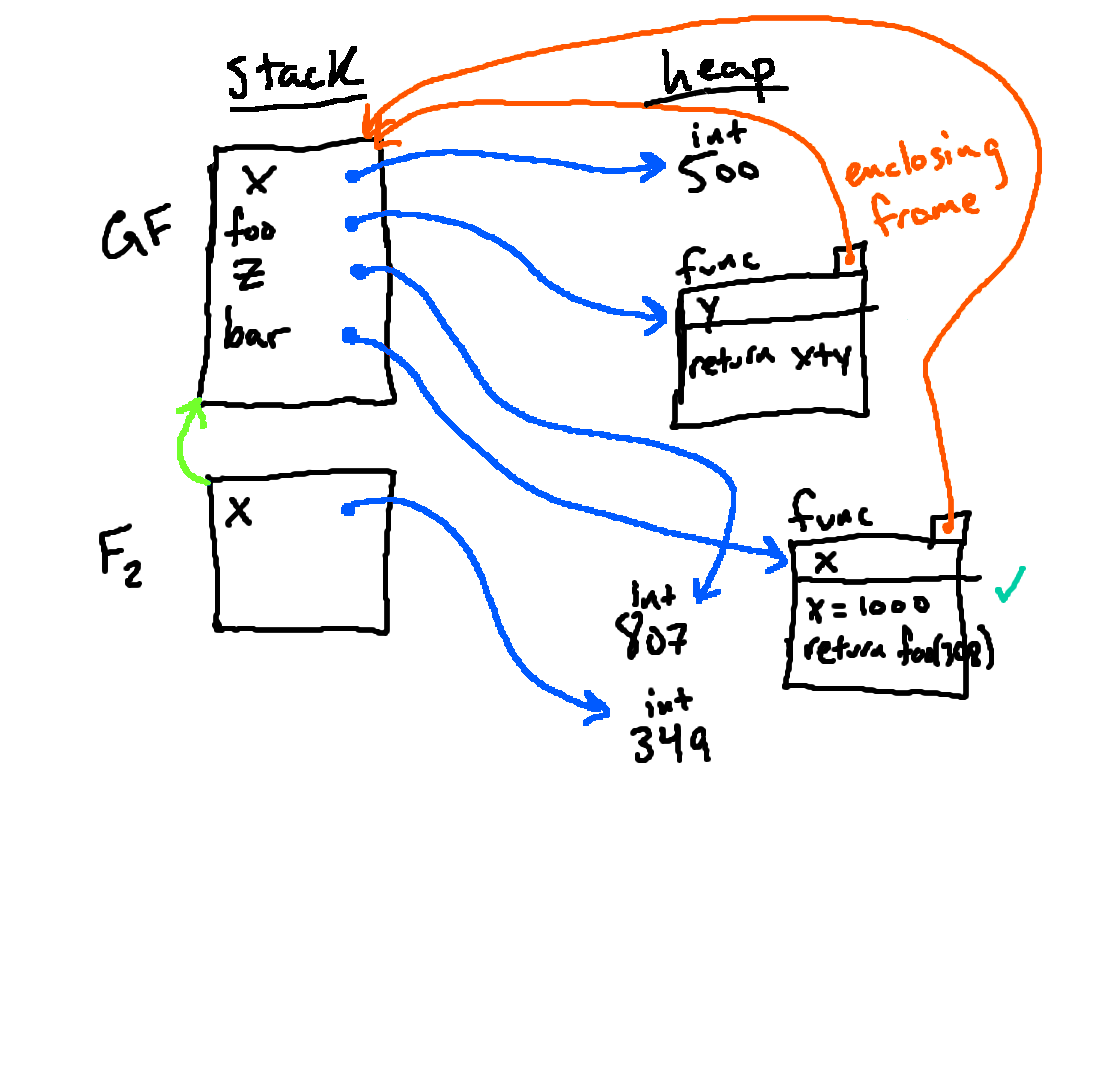 stack
heap
GF
x
foo
z
bar
int
500
enclosing
frame
func
y
return x+y
F2
x
func
x
x = 1000
return foo(308)
int
807
int
349